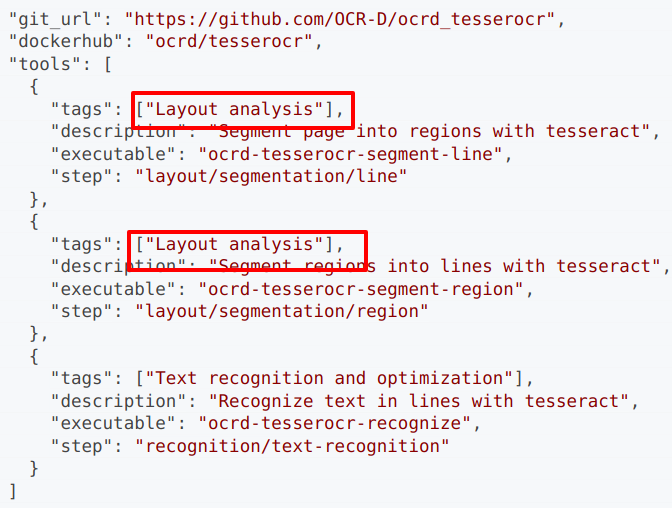 "git_url": "https://github.com/OCR-D/ocrd_tesserocr",
"dockerhub": "ocrd/tesserocr",
"tools": [
  {
    "tags": ["Layout analysis"],
    "description": "Segment page into regions with tesseract",
    "executable": "ocrd-tesserocr-segment-line",
    "step": "layout/segmentation/line"
  },
  {
    "tags": ["Layout analysis"],
    "description": "Segment regions into lines with tesseract",
    "executable": "ocrd-tesserocr-segment-region",
    "step": "layout/segmentation/region"
  },
  {
    "tags": ["Text recognition and optimization"],
    "description": "Recognize text in lines with tesseract",
    "executable": "ocrd-tesserocr-recognize",
    "step": "recognition/text-recognition"
  }
]